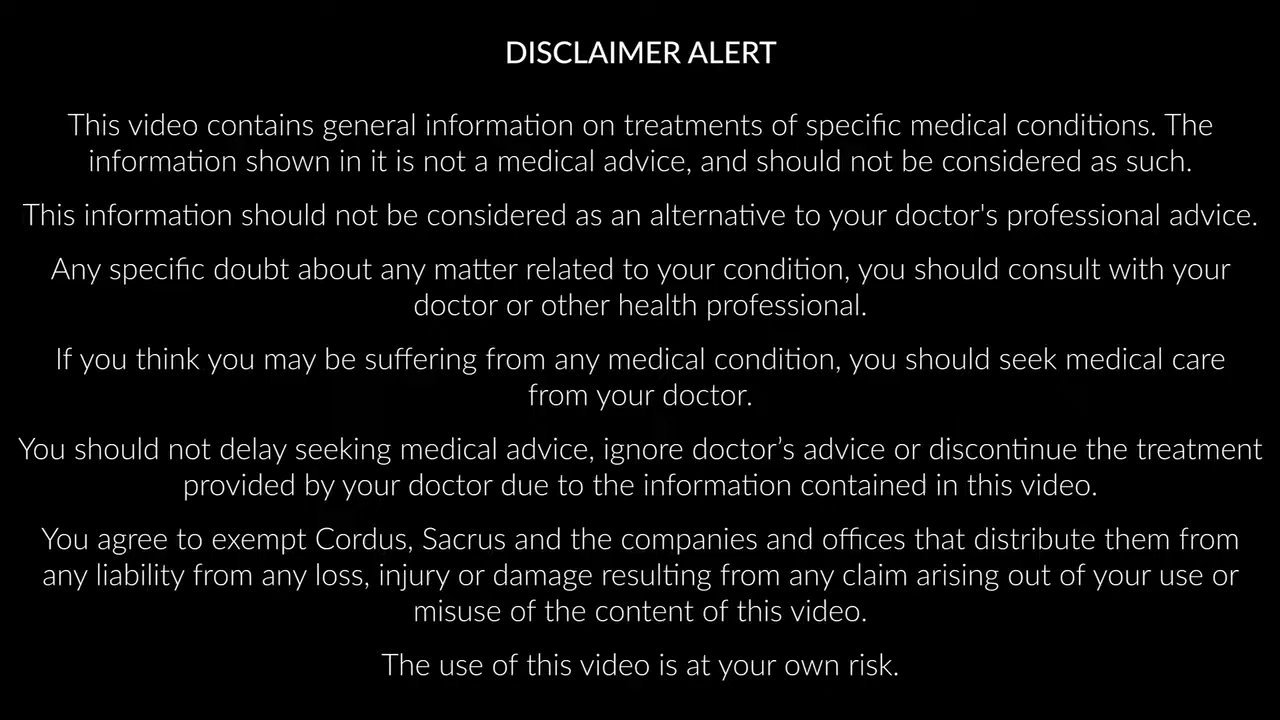 DISCLAIMER ALERT
This video contains general information on treatments of specific medical conditions. The
information shown in it is not a medical advice, and should not be considered as such.
This information should not be considered as an alternative to your doctor's professional advice.
Any specific doubt about any matter related to your condition, you should consult with your
doctor or other health professional.
If you think you may be suffering from any medical condition, you should seek medical care
from your doctor.
You should not delay seeking medical advice, ignore doctor’s advice or discontinue the treatment
provided by your doctor due to the information contained in this video.
You agree to exempt Cordus, Sacrus and the companies and offices that distribute them from
any liability from any loss, injury or damage resulting from any claim arising out of your use or
misuse of the content of this video.
The use of this video is at your own risk.